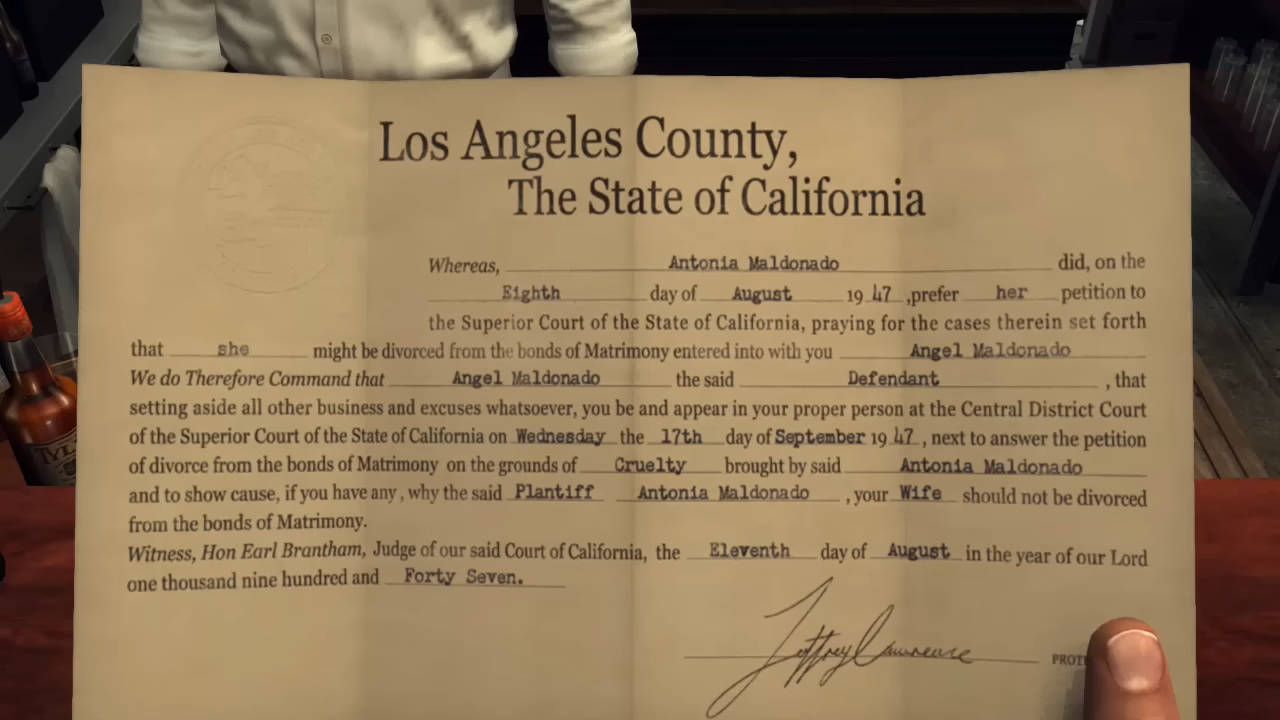 Los Angeles County,
The State of California
Whereas, Antonia Maldonado did, on the
Eighth day of August 1947, prefer her petition to
the Superior Court of the State of California, praying for the cases therein set forth
that she might be divorced from the bonds of Matrimony entered into with you Angel Maldonado
We do Therefore Command that Angel Maldonado the said Defendant, that
setting aside all other business and excuses whatsoever, you be and appear in your proper person at the Central District Court
of the Superior Court of the State of California on Wednesday the 17th day of September 1947, next to answer the petition
of divorce from the bonds of Matrimony on the grounds of Cruelty brought by said Antonia Maldonado
and to show cause, if you have any, why the said Plantiff Antonia Maldonado, your Wife should not be divorced
from the bonds of Matrimony.
Witness, Hon Earl Brantham, Judge of our said Court of California, the Eleventh day of August in the year of our Lord
one thousand nine hundred and Forty Seven.
Jeffrey Lawrence